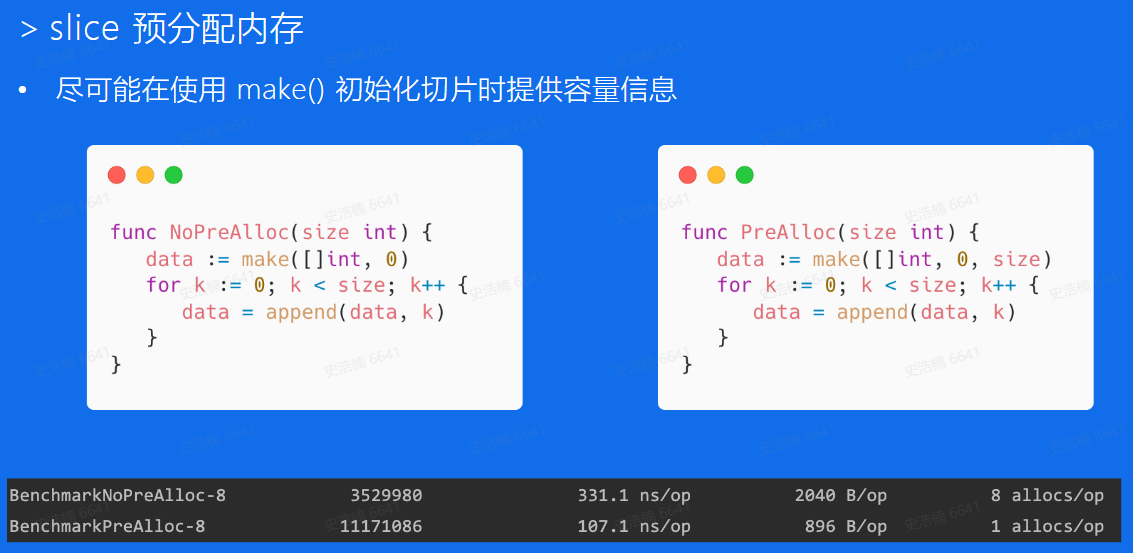 > slice 预分配内存
• 尽可能在使用 make() 初始化切片时提供容量信息
func NoPreAlloc(size int) {
   data := make([]int, 0)
   for k := 0; k < size; k++ {
      data = append(data, k)
   }
}
func PreAlloc(size int) {
   data := make([]int, 0, size)
   for k := 0; k < size; k++ {
      data = append(data, k)
   }
}
BenchmarkNoPreAlloc-8 3529980 331.1 ns/op 2040 B/op 8 allocs/op
BenchmarkPreAlloc-8 11171086 107.1 ns/op 896 B/op 1 allocs/op
史浩楠 6641